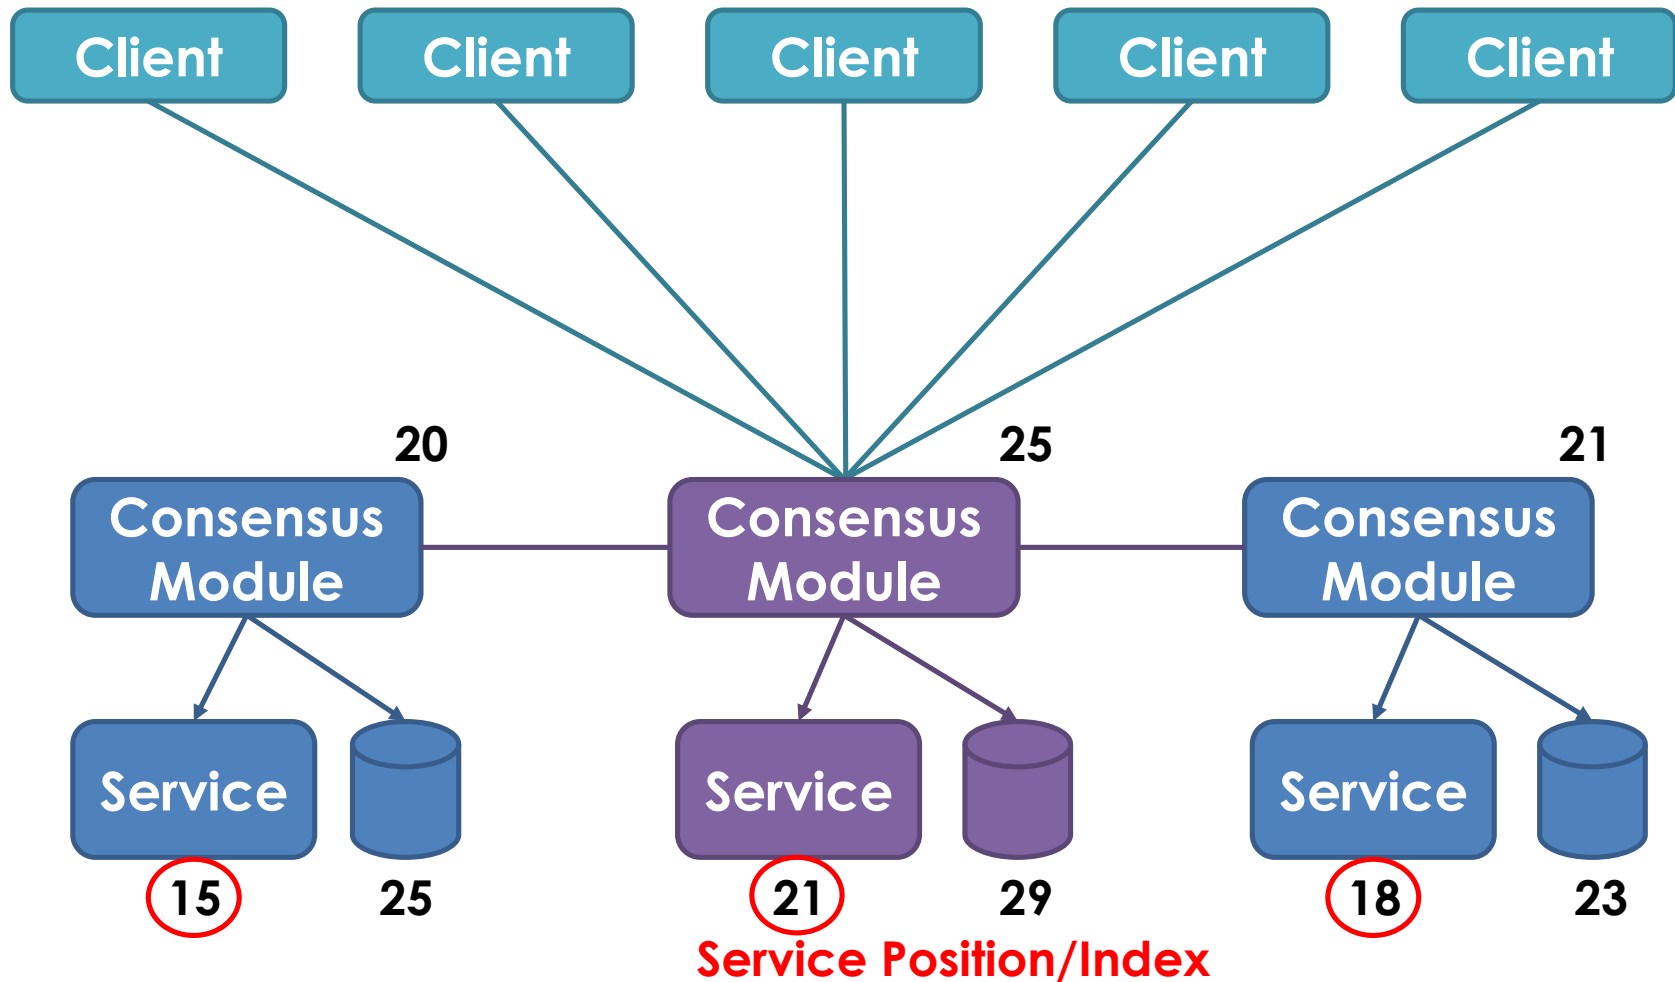 Client
Client
Client
Client
Client
20
25
21
Consensus
Module
Consensus
Module
Consensus
Module
Service
Service
Service
15
25
21
29
18
23
Service Position/Index